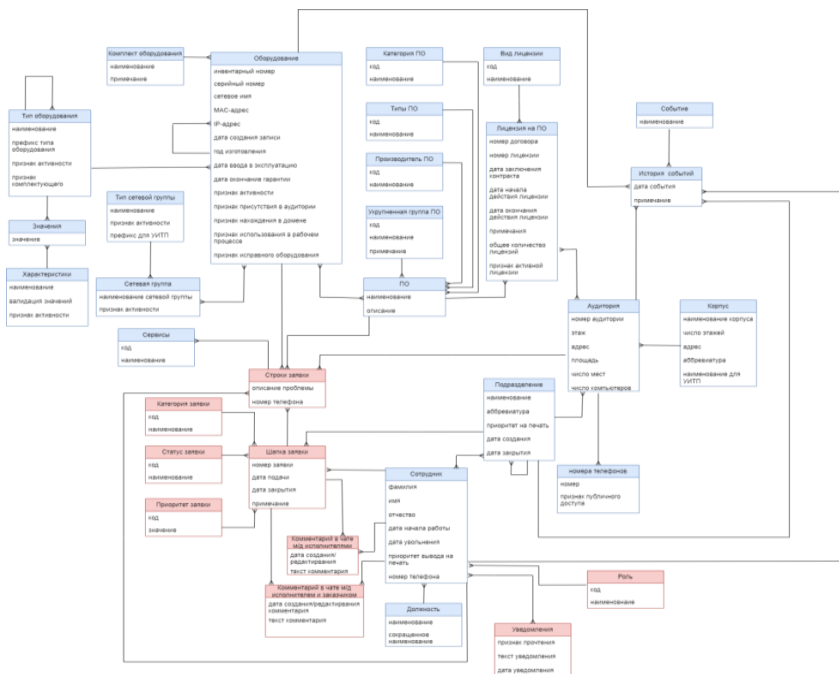 Комплект оборудования
наименование
примечание
Оборудование
инвентарный номер
серийный номер
сетевое имя
MAC-адрес
IP-адрес
дата создания записи
год изготовления
дата ввода в эксплуатацию
дата окончания гарантии
признак активности
признак присутствия в аудитории
признак нахождения в домене
признак использования в рабочем
процессе
признак исправного оборудования
Категория ПО
код
наименование
Вид лицензии
код
наименование
Тип оборудования
наименование
префикс типа
оборудования
признак активности
признак
комплектующего
Типы ПО
код
наименование
Лицензия на ПО
номер договора
номер лицензии
дата заключения
контракта
дата начала
действия лицензии
дата окончания
действия лицензии
примечания
общее количество
лицензий
признак активной
лицензии
Событие
наименование
Производитель ПО
код
наименование
История событий
дата события
примечание
Тип сетевой группы
наименование
признак активности
префикс для УИТП
Укрупненная группа ПО
код
наименование
примечание
Значения
значение
Характеристики
наименование
валидация значений
признак активности
Сетевая группа
наименование сетевой группы
признак активности
ПО
наименование
описание
Аудитория
номер аудитории
этаж
адрес
площадь
число мест
число компьютеров
Корпус
наименование корпуса
число этажей
адрес
аббревиатура
наименование для
УИТП
Сервисы
код
наименование
Строки заявки
описание проблемы
номер телефона
Подразделение
наименование
аббревиатура
приоритет на печать
дата создания
дата закрытия
Категория заявки
код
наименование
Статус заявки
код
наименование
Шапка заявки
номер заявки
дата подачи
дата закрытия
примечание
Сотрудник
фамилия
имя
отчество
дата начала работы
дата увольнения
приоритет вывода на
печать
номер телефона
номера телефонов
номер
признак публичного
доступа
Приоритет заявки
код
значение
Комментарий в чате
м/д исполнителями
дата создания/
редактирвания
текст комментария
Комментарий в чате м/д
исполнителем и заказчиком
дата создания/редактирвания
комментария
текст комментария
Роль
код
наименовнаие
Должность
наименование
сокращенное
наименование
Уведомления
признак прочтения
текст уведомления
дата уведомления